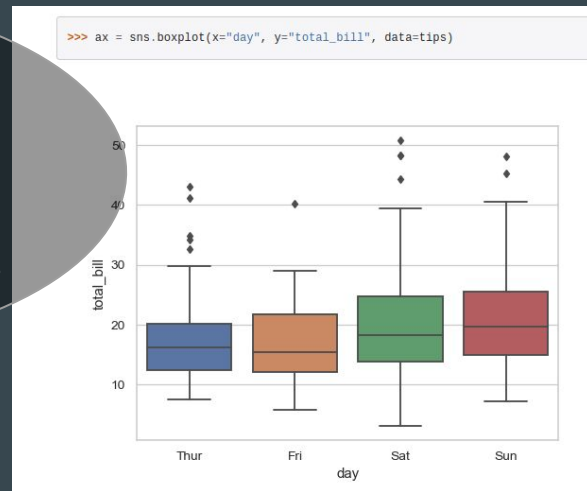 >>> ax = sns.boxplot(x="day", y="total_bill", data=tips)
50
40
30
20
10
total_bill
Thur
Fri
Sat
Sun
day